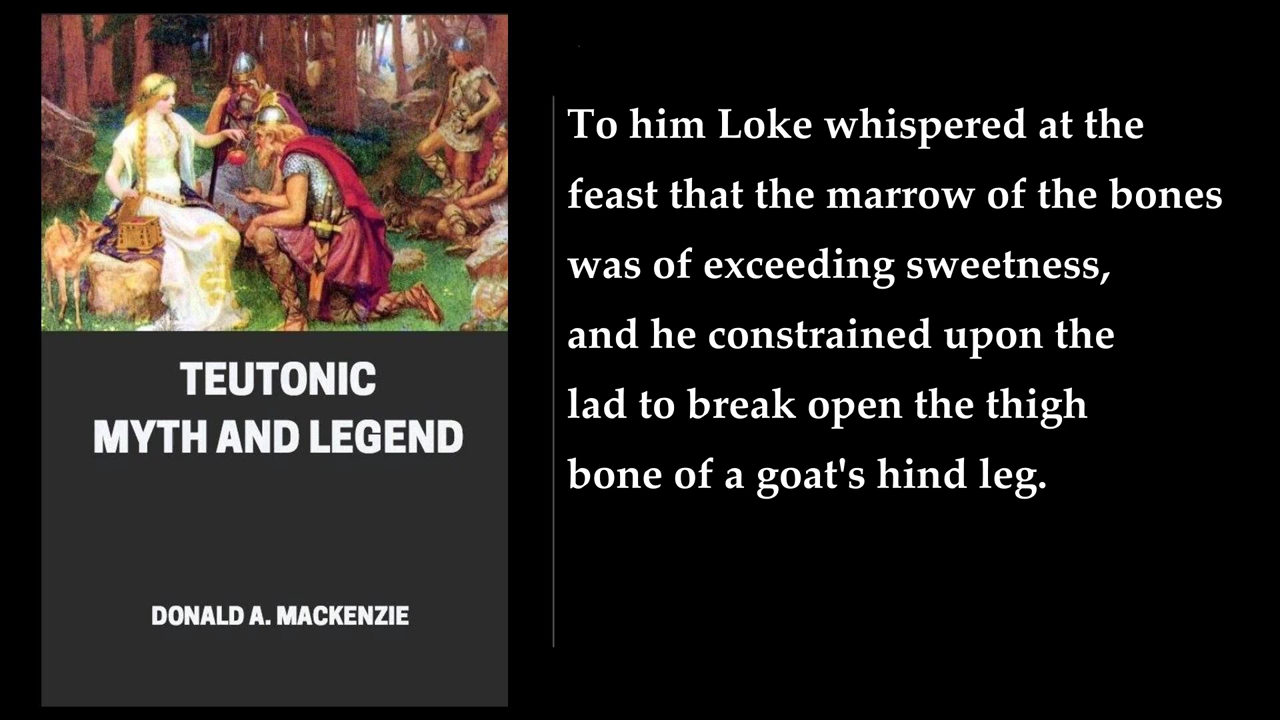 TEUTONIC
MYTH AND LEGEND
DONALD A. MACKENZIE
To him Loke whispered at the
feast that the marrow of the bones
was of exceeding sweetness,
and he constrained upon the
lad to break open the thigh
bone of a goat's hind leg.